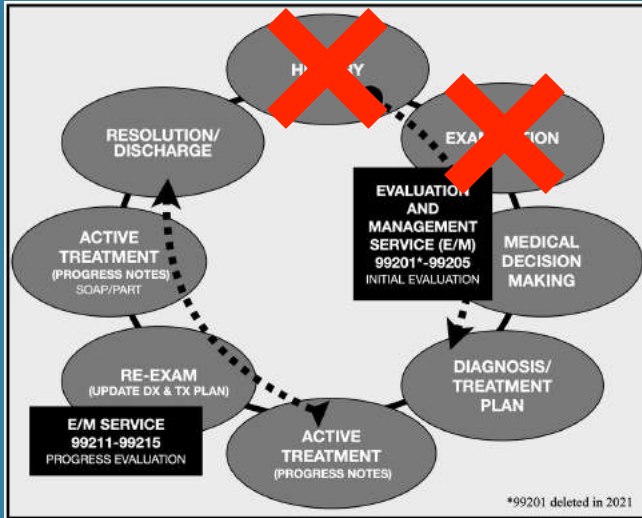 RESOLUTION/
DISCHARGE
EVALUATION
AND
MANAGEMENT
SERVICE (E/M)
99201*-99205
INITIAL EVALUATION
MEDICAL
DECISION
MAKING
DIAGNOSIS/
TREATMENT
PLAN
ACTIVE
TREATMENT
(PROGRESS NOTES)
RE-EXAM
(UPDATE DX & TX PLAN)
E/M SERVICE
99211-99215
PROGRESS EVALUATION
ACTIVE
TREATMENT
(PROGRESS NOTES)
SOAP/PART
*99201 deleted in 2021